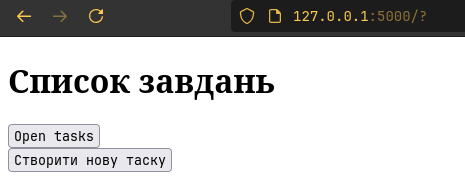 127.0.0.1:5000/?
Список завдань
Open tasks
Створити нову таску